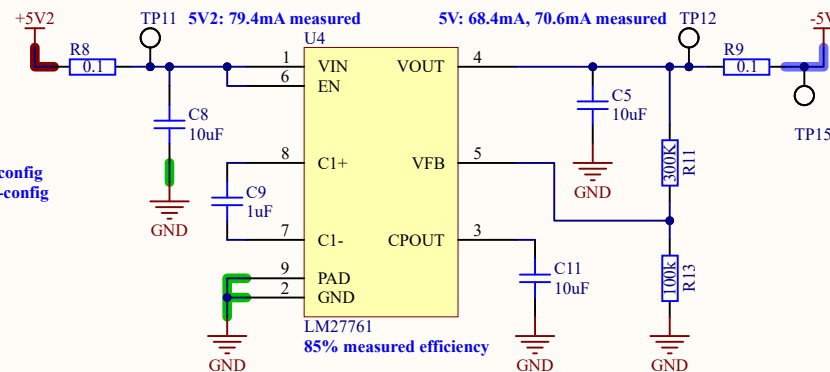 +5V2
TP11
5V2: 79.4mA measured
5V: 68.4mA, 70.6mA measured
TP12
-5V
R8
0.1
U4
R9
0.1
1
VIN
VOUT
4
6
EN
TP15
C8
10uF
C5
10uF
300K
R11
config
-config
8
C1+
VFB
5
GND
C9
1uF
GND
7
C1-
CPOUT
3
9
PAD
C11
10uF
100k
R13
2
GND
LM27761
85% measured efficiency
GND
GND
GND